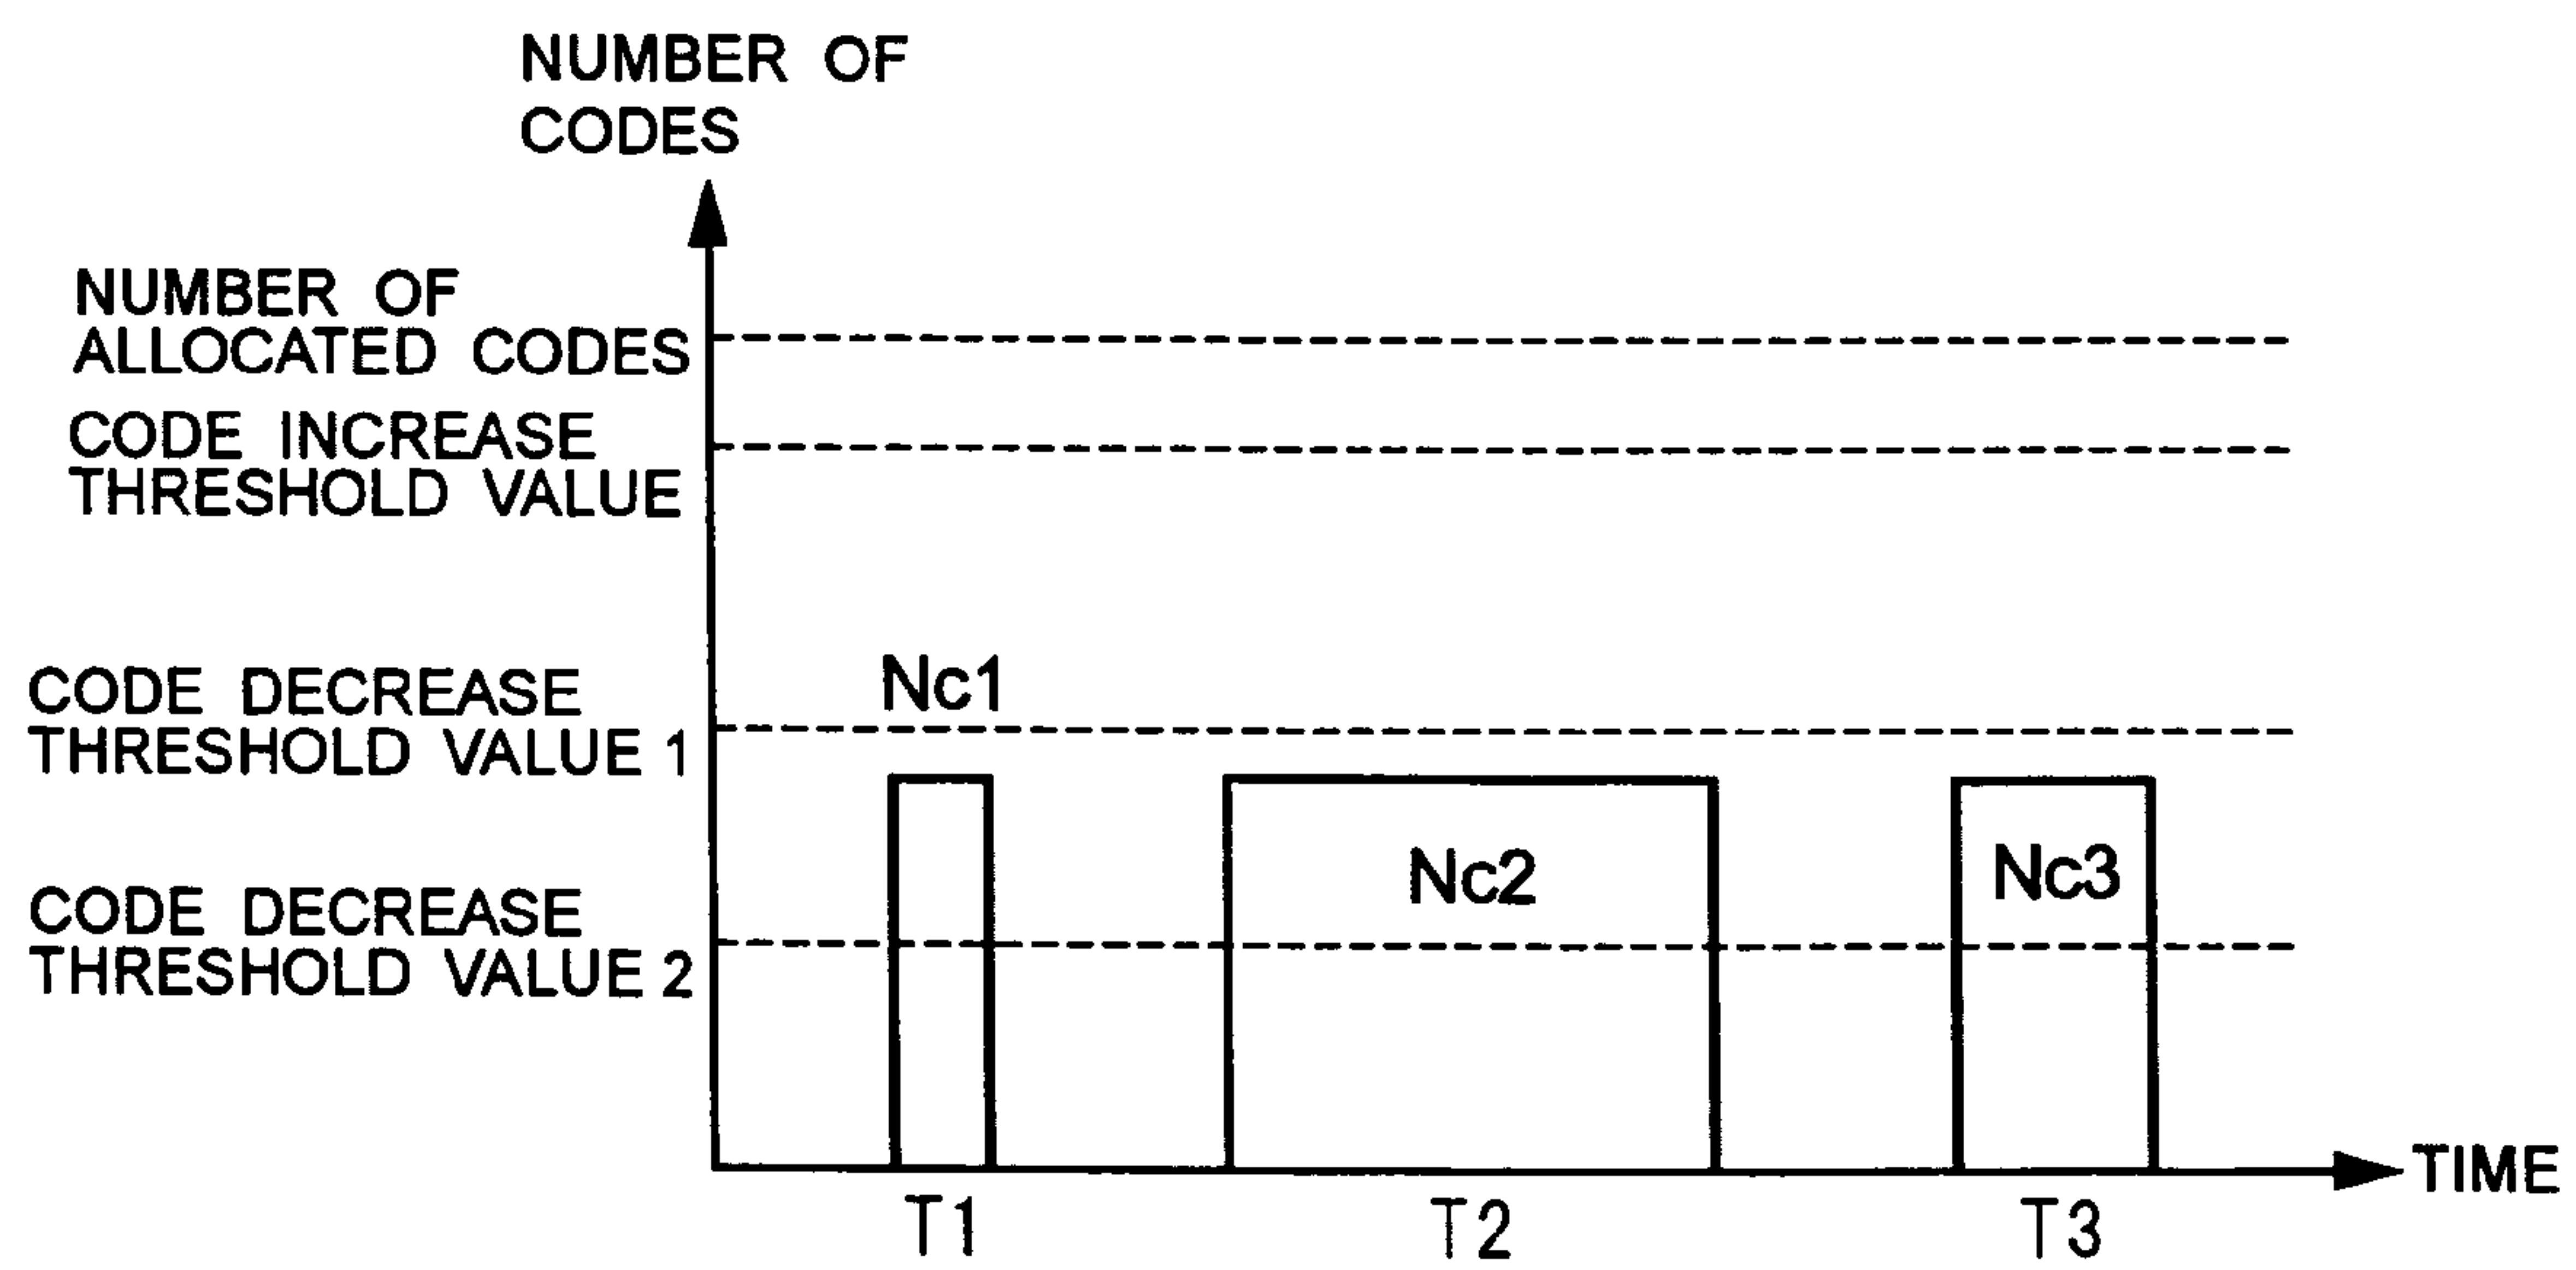 NUMBER OF
CODES
NUMBER OF
ALLOCATED CODES
CODE INCREASE
THRESHOLD VALUE
CODE DECREASE
THRESHOLD VALUE 1
Nc1
Nc2
Nc3
CODE DECREASE
THRESHOLD VALUE 2
TIME
T1
T2
T3